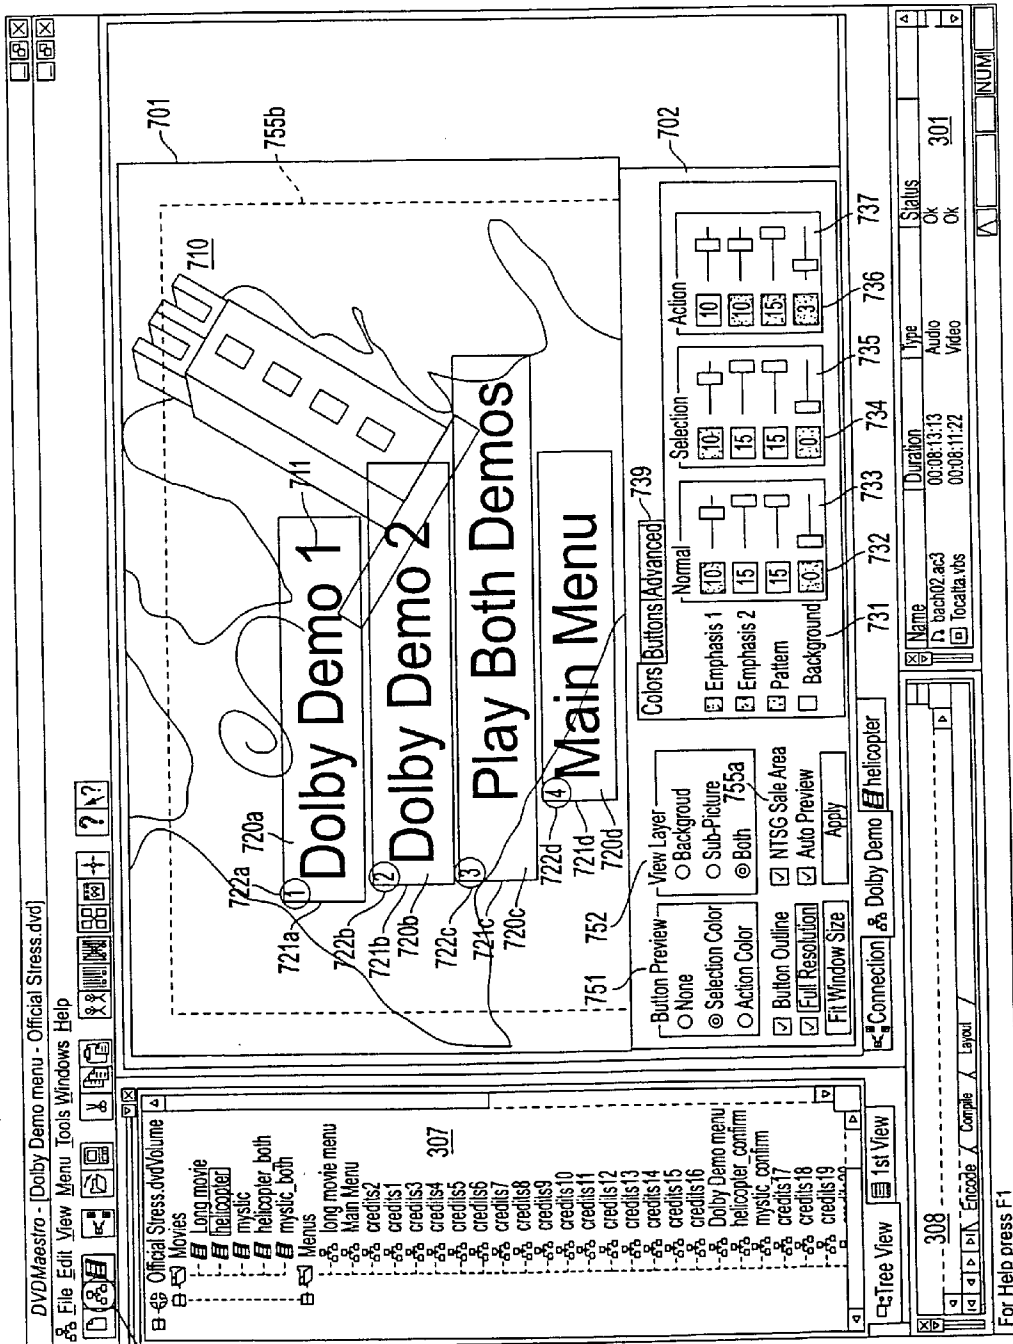 DVDMaestro - [Dolby Demo menu - Official Stress.dvd]
File Edit View Menu Tools Windows Help
Official Stress.dvdVolume
Movies
Long movie
helicopter
mystic
helicopter_both
mystic_both
Menus
long movie menu
Main Menu
credits2
credits1
credits3
credits4
credits5
credits6
credits7
credits8
credits9
credits10
credits11
credits12
credits13
credits14
credits15
credits16
Dolby Demo menu
helicopter_confirm
mystic_confirm
credits17
credits18
credits19
307
Tree View
1st View
701
755b
710
711
722a
720a
1
Dolby Demo 1
721a
722b
2
Dolby Demo 2
721b
720b
722c
3
Play Both Demos
721c
720c
722d
4
Main Menu
721d
720d
751
752
Button Preview
None
Selection Color
Action Color
View Layer
Backgroud
Sub-Picture
Both
755a
Button Outline
NTSG Sale Area
Full Resolution
Auto Preview
Fit Window Size
Apply
702
Colors Buttons Advanced
739
Normal
Selection
Action
Emphasis 1 10 10 10
Emphasis 2 15 15 10
Pattern 15 15 15
Background 0 0 3
731
732
733
734
735
736
737
Connection
Dolby Demo
helicopter
308
Encode
Compile
Layout
Name Duration Type Status
bach02.ac3 00:08:13:13 Audio Ok
Tocatta.vbs 00:08:11:22 Video Ok
301
For Help press F1
NUM